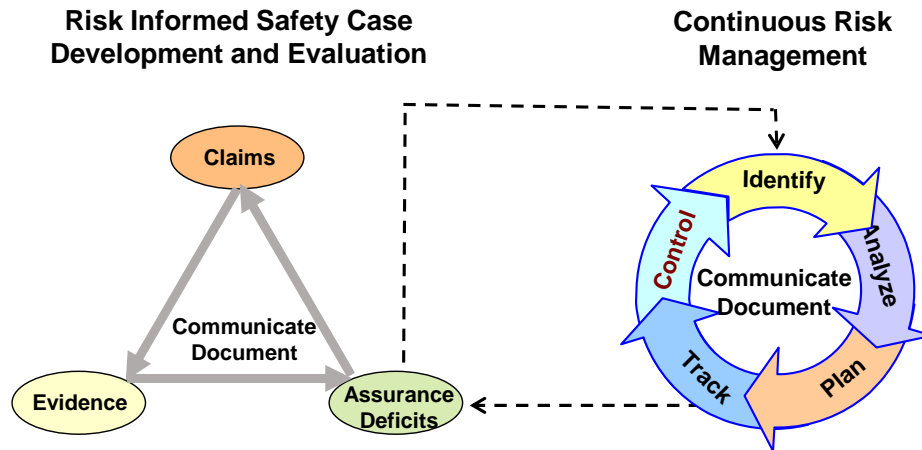 Risk Informed Safety Case
Development and Evaluation
Continuous Risk
Management
Claims
Communicate
Document
Evidence
Assurance
Deficits
Identify
Analyze
Plan
Track
Control
Communicate
Document